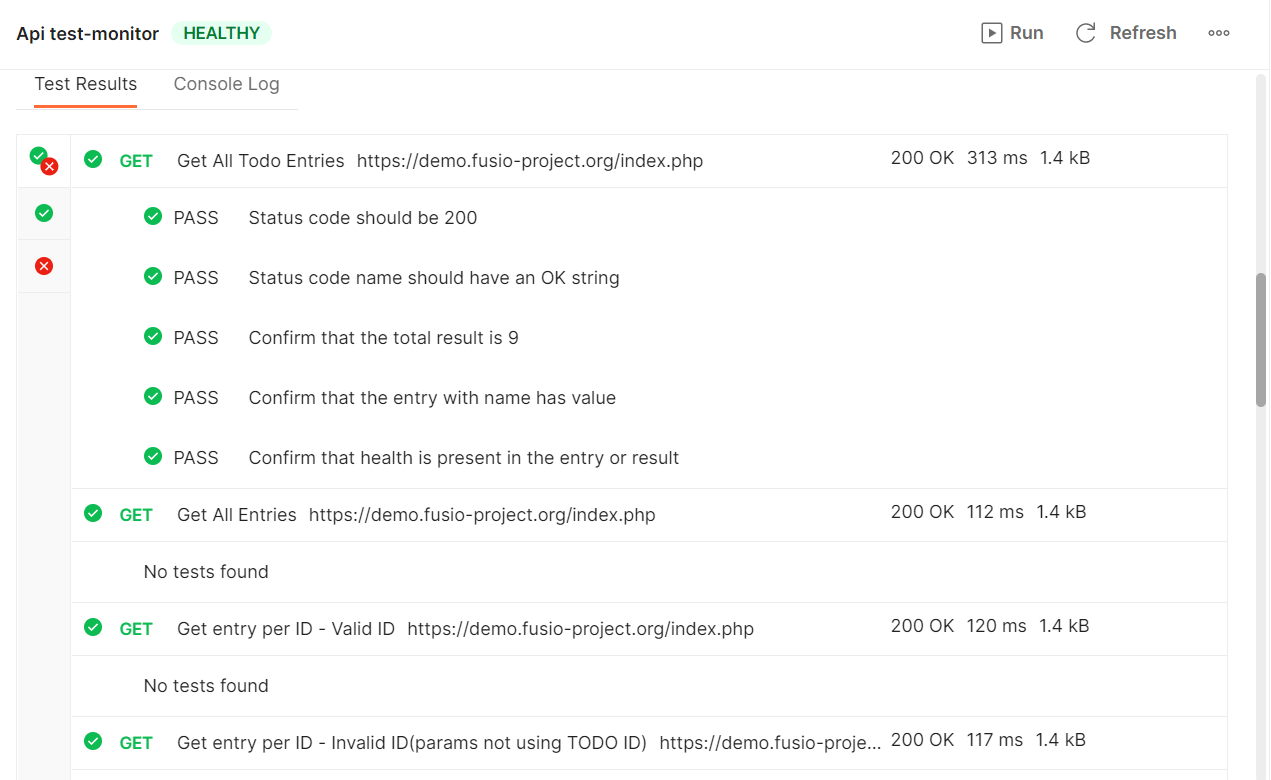 Api test-monitor HEALTHY Run Refresh
Test Results Console Log
GET Get All Todo Entries https://demo.fusio-project.org/index.php 200 OK 313 ms 1.4 kB
PASS Status code should be 200
PASS Status code name should have an OK string
PASS Confirm that the total result is 9
PASS Confirm that the entry with name has value
PASS Confirm that health is present in the entry or result
GET Get All Entries https://demo.fusio-project.org/index.php 200 OK 112 ms 1.4 kB
No tests found
GET Get entry per ID - Valid ID https://demo.fusio-project.org/index.php 200 OK 120 ms 1.4 kB
No tests found
GET Get entry per ID - Invalid ID(params not using TODO ID) https://demo.fusio-proje... 200 OK 117 ms 1.4 kB